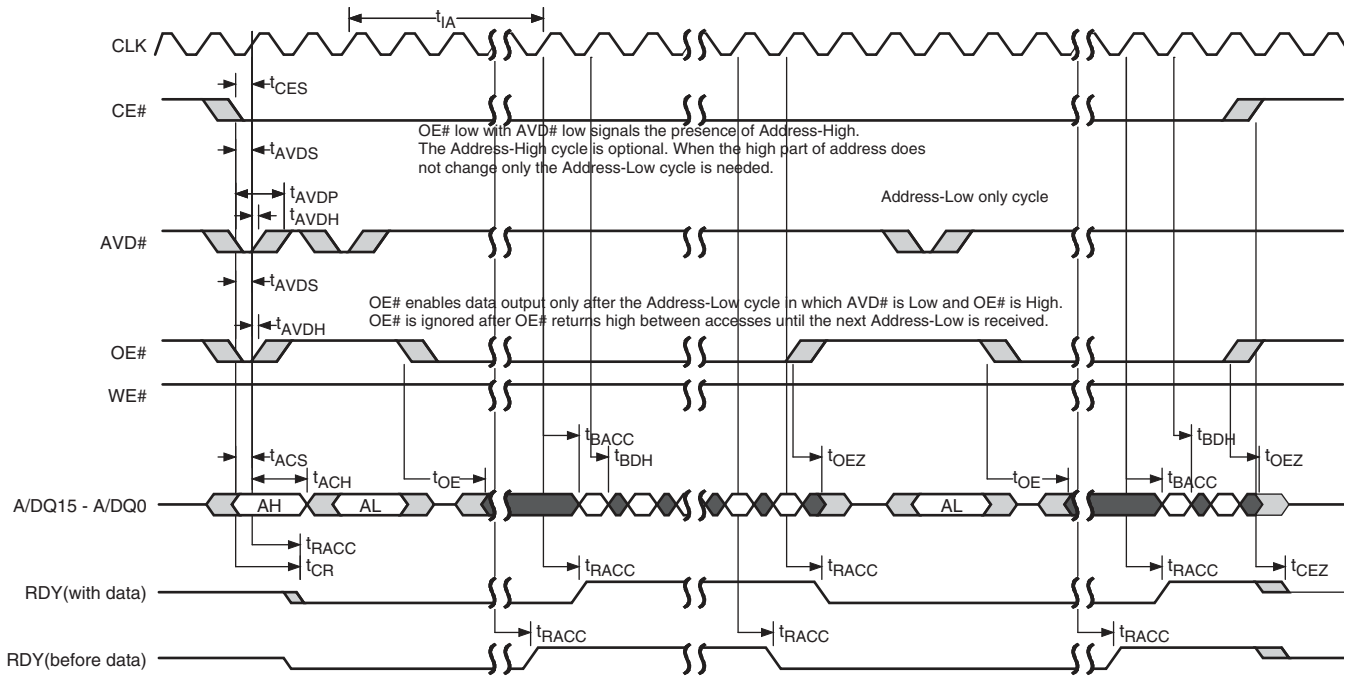 tIA
CLK
tCES
CE#
OE# low with AVD# low signals the presence of Address-High.
The Address-High cycle is optional. When the high part of address does
not change only the Address-Low cycle is needed.
tAVDS
tAVDP
Address-Low only cycle
tAVDH
AVD#
tAVDS
OE# enables data output only after the Address-Low cycle in which AVD# is Low and OE# is High.
OE# is ignored after OE# returns high between accesses until the next Address-Low is received.
tAVDH
OE#
WE#
tBACC tBDH
tACS tBDH tOEZ tOEZ
tACH tOE tOE tBACC
A/DQ15 - A/DQ0 AH AL AL
tRACC
tCR tRACC tRACC tRACC tCEZ
RDY(with data)
tRACC tRACC tRACC
RDY(before data)